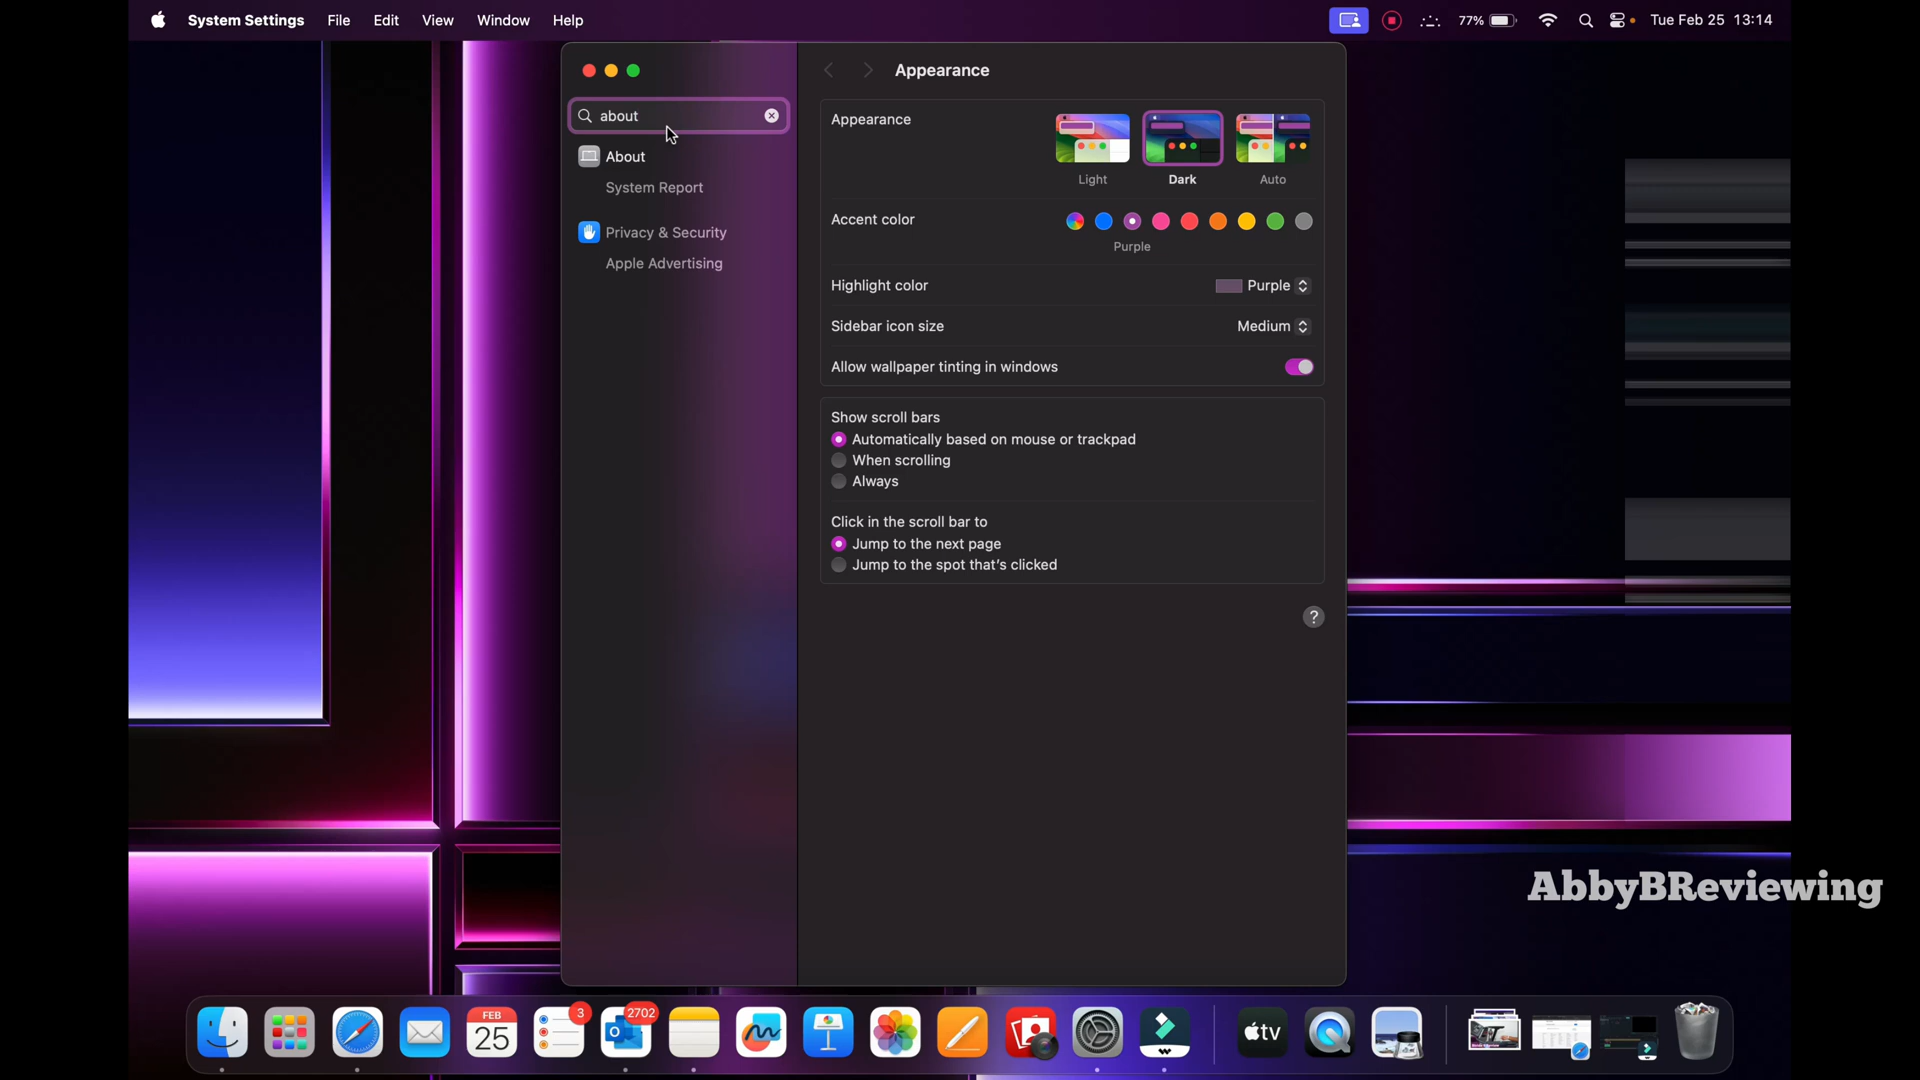 System Settings File Edit View Window Help 77% Tue Feb 25 13:14
about
About
System Report
Privacy & Security
Apple Advertising
Appearance
Appearance
Light Dark Auto
Accent color
Purple
Highlight color Purple
Sidebar icon size Medium
Allow wallpaper tinting in windows
Show scroll bars
Automatically based on mouse or trackpad
When scrolling
Always
Click in the scroll bar to
Jump to the next page
Jump to the spot that's clicked
?
AbbyBReviewing
FEB
25
3
2702
tv